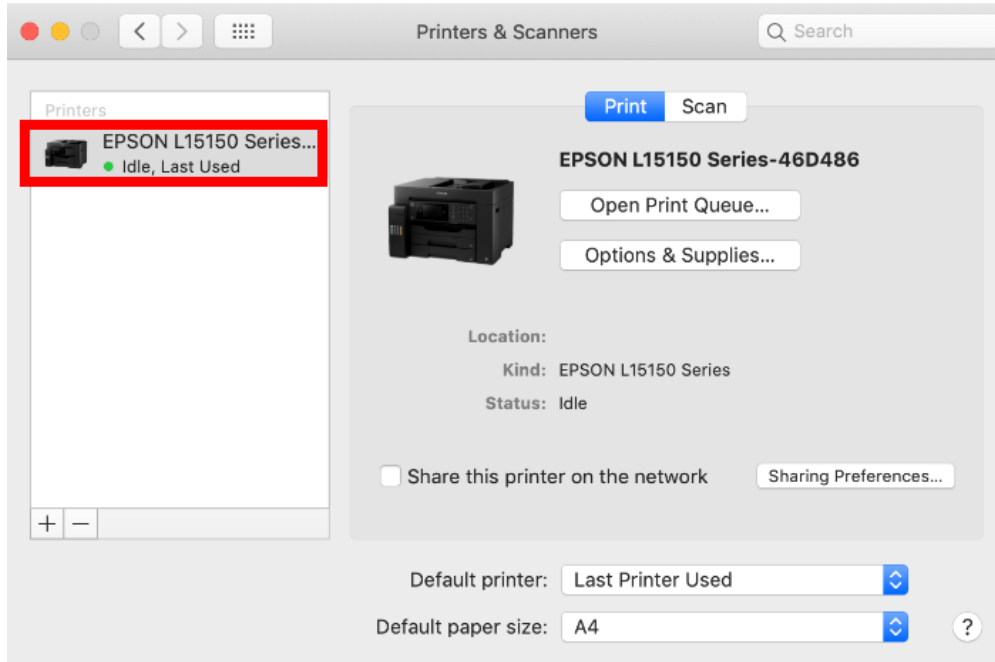 Printers & Scanners
Search
Printers
EPSON L15150 Series...
Idle, Last Used
Print Scan
EPSON L15150 Series-46D486
Open Print Queue...
Options & Supplies...
Location:
Kind: EPSON L15150 Series
Status: Idle
Share this printer on the network
Sharing Preferences...
+ −
Default printer: Last Printer Used
Default paper size: A4
?